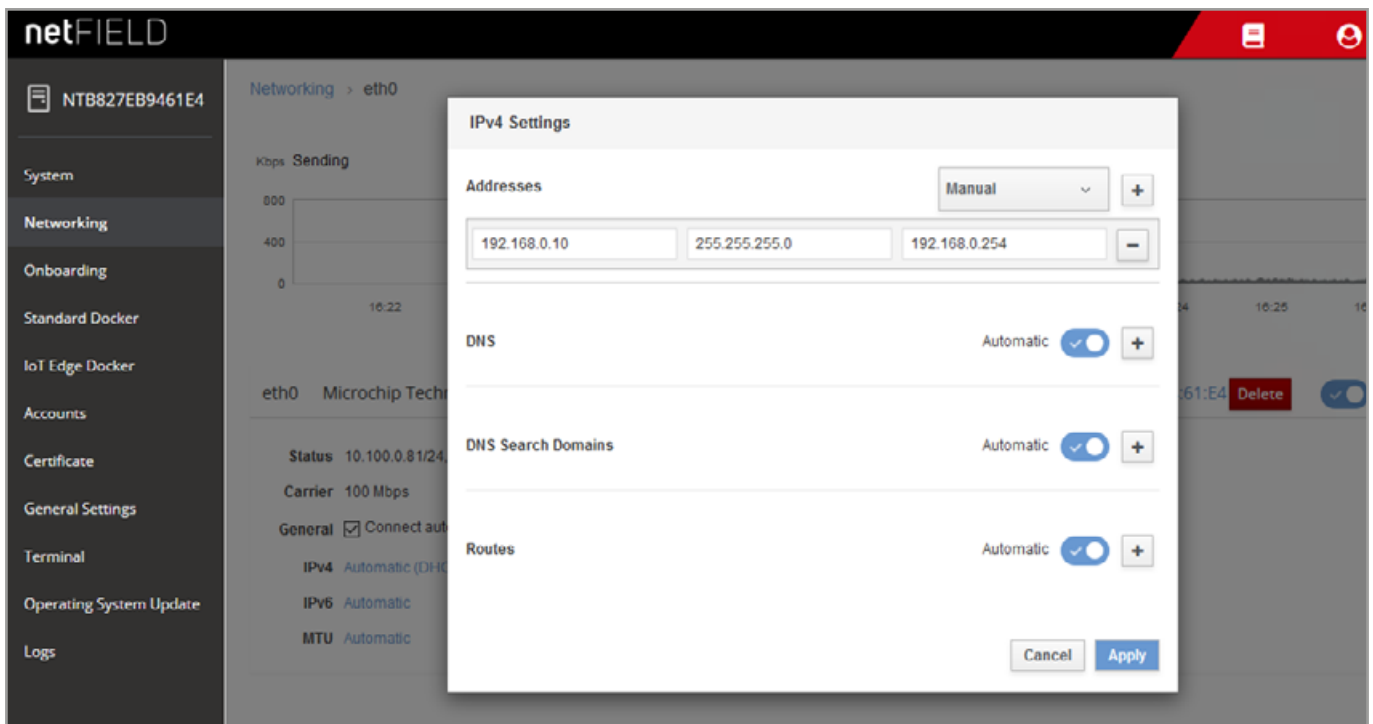 netFIELD
NTB827EB9461E4
System
Networking
Onboarding
Standard Docker
IoT Edge Docker
Accounts
Certificate
General Settings
Terminal
Operating System Update
Logs
Networking > eth0
Kbps Sending
800
400
0
16:22
16:25
eth0 Microchip Techn
:61:E4 Delete
Status 10.100.0.81/24,
Carrier 100 Mbps
General Connect aut
IPv4 Automatic (DHC
IPv6 Automatic
MTU Automatic
IPv4 Settings
Addresses Manual +
192.168.0.10 255.255.255.0 192.168.0.254 −
DNS Automatic +
DNS Search Domains Automatic +
Routes Automatic +
Cancel Apply